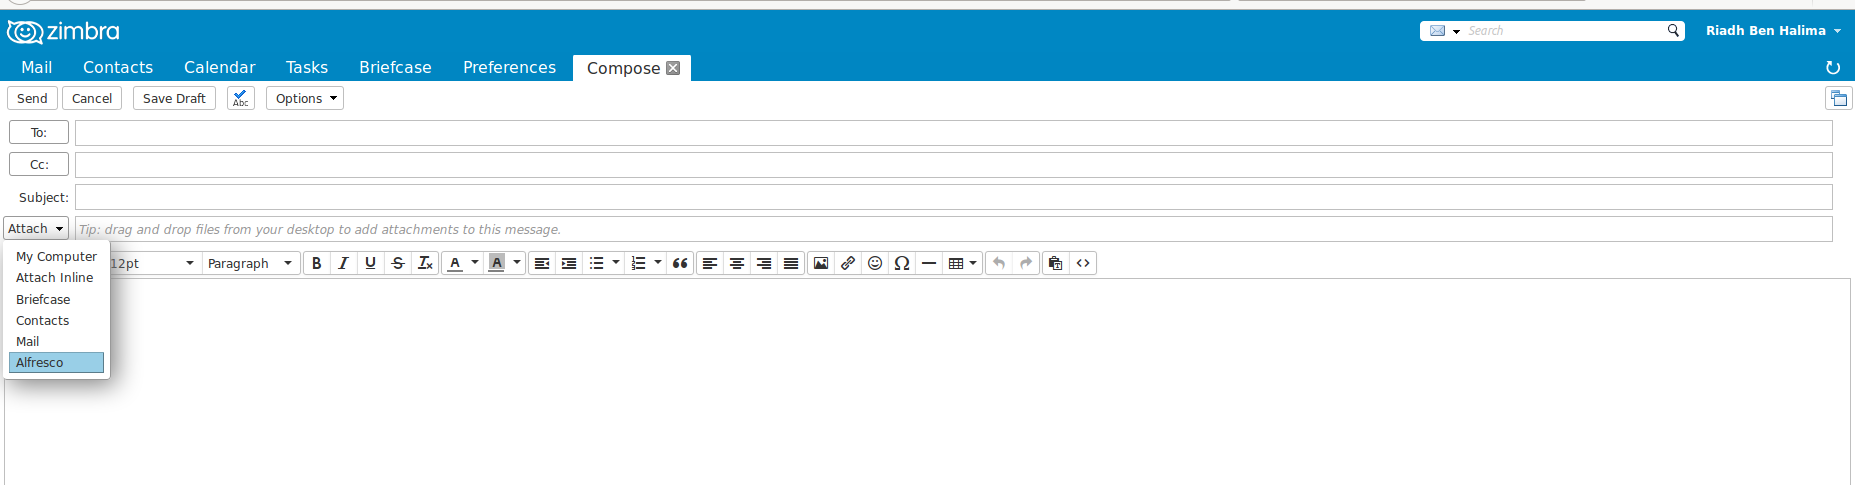 zimbra
Search
Riadh Ben Halima
Mail Contacts Calendar Tasks Briefcase Preferences Compose
Send Cancel Save Draft Abc Options
To:
Cc:
Subject:
Attach Tip: drag and drop files from your desktop to add attachments to this message.
12pt Paragraph B I U S Tx A A
My Computer
Attach Inline
Briefcase
Contacts
Mail
Alfresco